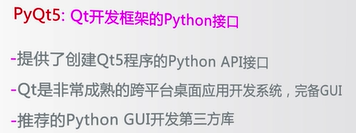 PyQt5: Qt开发框架的Python接口
-提供了创建Qt5程序的Python API接口
-Qt是非常成熟的跨平台桌面应用开发系统，完备GUI
-推荐的Python GUI开发第三方库